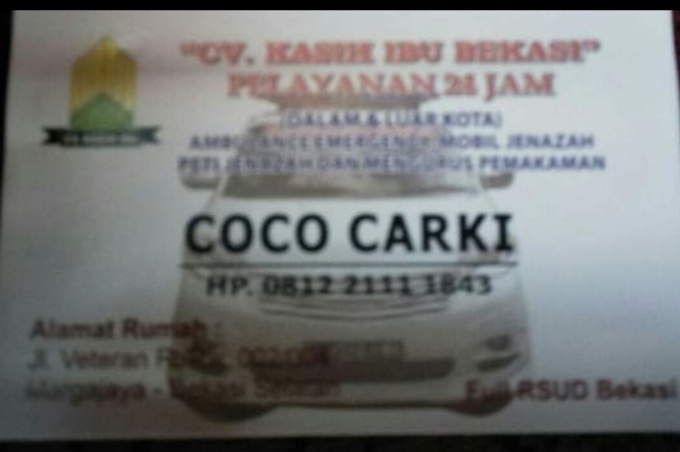 "CV. KASIH IBU BEKASI"
PELAYANAN 24 JAM
(DALAM & LUAR KOTA)
AMBULANCE EMERGENCY, MOBIL JENAZAH
PETI JENAZAH DAN MENGURUS PEMAKAMAN
COCO CARKI
HP. 0812 2111 1843
Alamat Rumah :
Jl. Veteran
Margajaya - Bekasi Selatan
RSUD Bekasi